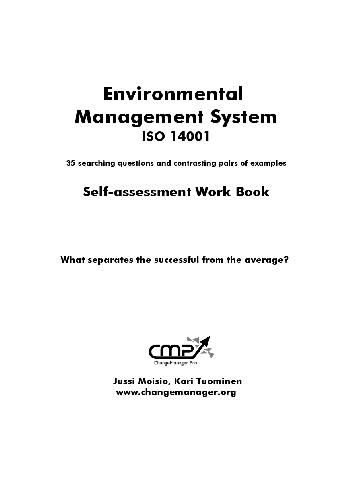 Environmental
Management System
ISO 14001
35 searching questions and contrasting pairs of examples
Self-assessment Work Book
What separates the successful from the average?
cmp
ChangeManager Pro
Jussi Moisio, Kari Tuominen
www.changemanager.org